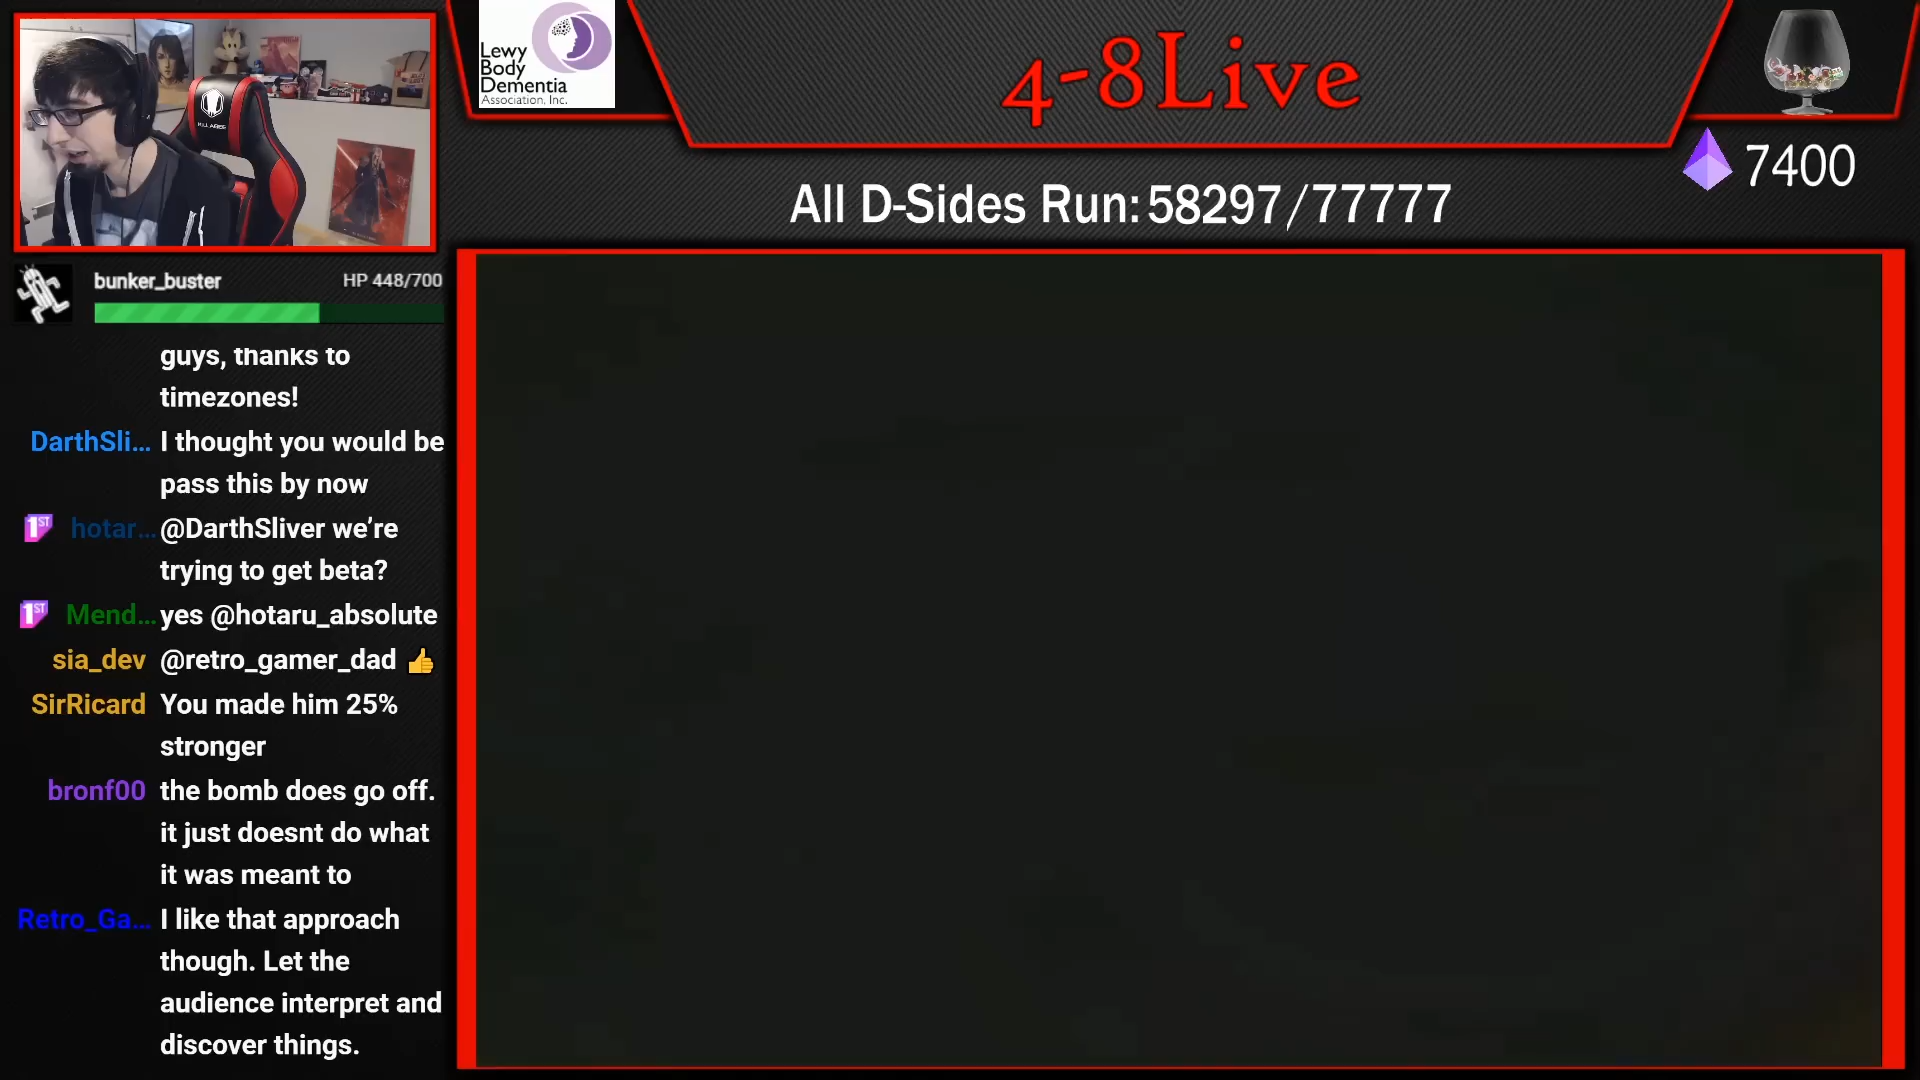 Lewy
Body
Dementia
Association, Inc.
4-8Live
7400
All D-Sides Run: 58297/77777
bunker_buster HP 448/700
guys, thanks to
timezones!
DarthSli... I thought you would be
pass this by now
1ST hotar... @DarthSliver we’re
trying to get beta?
1ST Mend... yes @hotaru_absolute
sia_dev @retro_gamer_dad 👍
SirRicard You made him 25%
stronger
bronf00 the bomb does go off.
it just doesnt do what
it was meant to
Retro_Ga... I like that approach
though. Let the
audience interpret and
discover things.